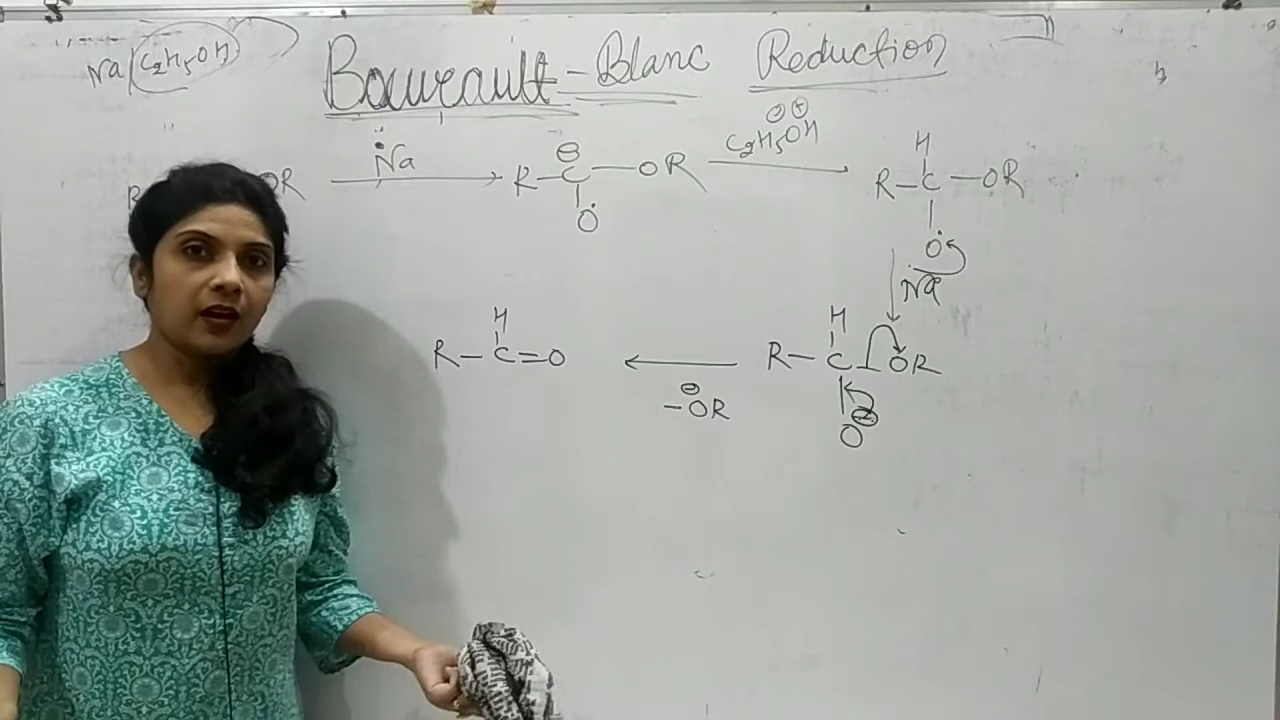 Na/C₂H₅OH
Bouveault-Blanc Reduction
⊖ ⊕
Na ⊖ C₂H₅OH H
R OR R-C-OR R-C-OR
O O
Na
H H
R-C=O R-C-OR
⊖ ⊖
-OR O